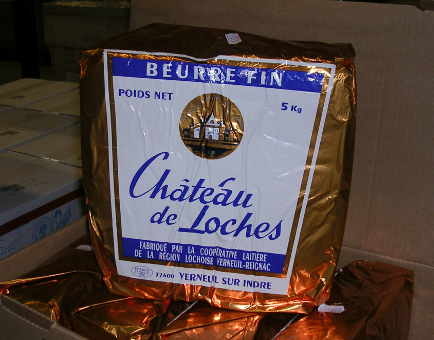 BEURRE FIN
POIDS NET
5 Kg
Château
de Loches
FABRIQUÉ PAR LA COOPÉRATIVE LAITIERE
DE LA RÉGION LOCHOISE VERNEUIL-REIGNAC
37600 VERNEUIL SUR INDRE